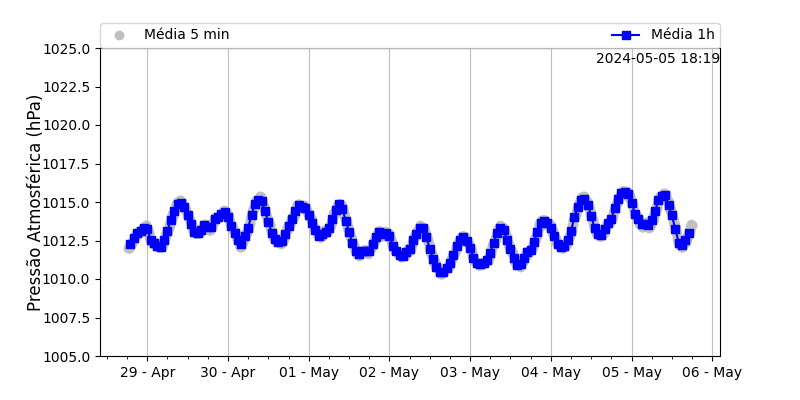 Média 5 min
Média 1h
2024-05-05 18:19
Pressão Atmosférica (hPa)
1025.0
1022.5
1020.0
1017.5
1015.0
1012.5
1010.0
1007.5
1005.0
29 - Apr
30 - Apr
01 - May
02 - May
03 - May
04 - May
05 - May
06 - May